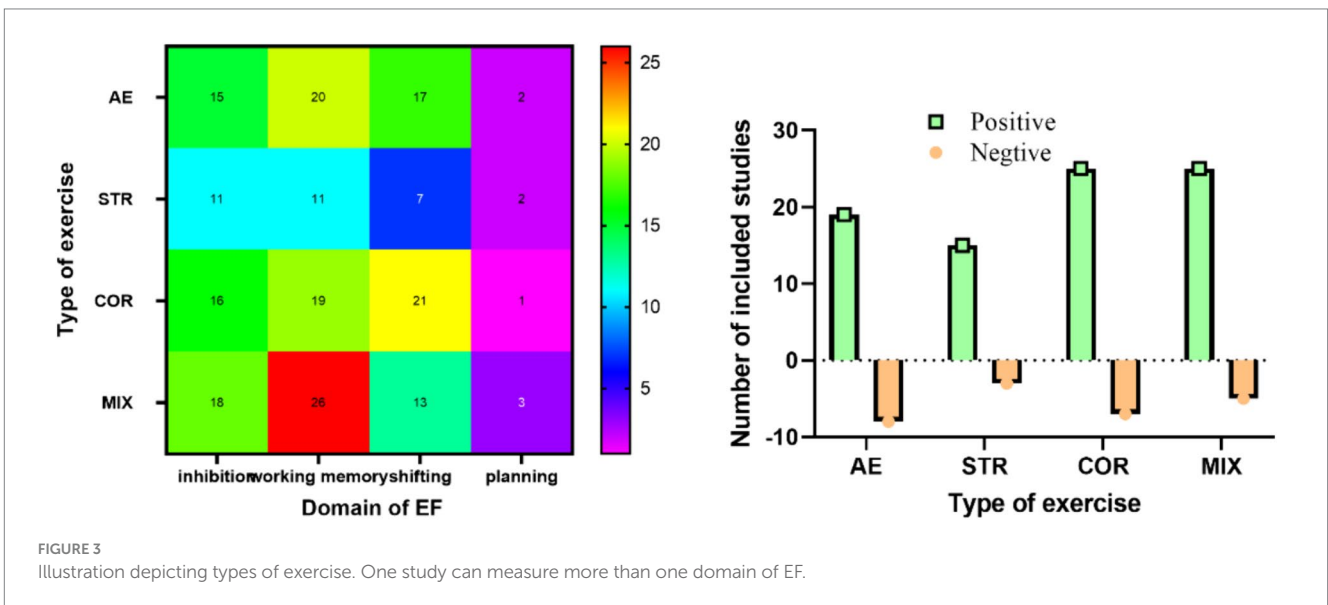 AE
STR
COR
MIX
Type of exercise
15 20 17 2
11 11 7 2
16 19 21 1
18 26 13 3
inhibition working memory shifting planning
Domain of EF
25
20
15
10
5
Positive
Negtive
Number of included studies
30
20
10
0
-10
AE STR COR MIX
Type of exercise
FIGURE 3
Illustration depicting types of exercise. One study can measure more than one domain of EF.